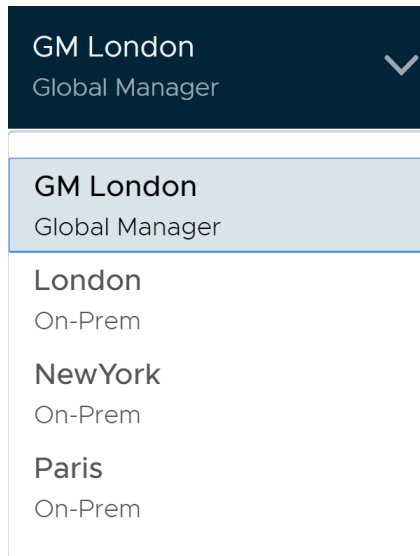 GM London
Global Manager
GM London
Global Manager
London
On-Prem
NewYork
On-Prem
Paris
On-Prem